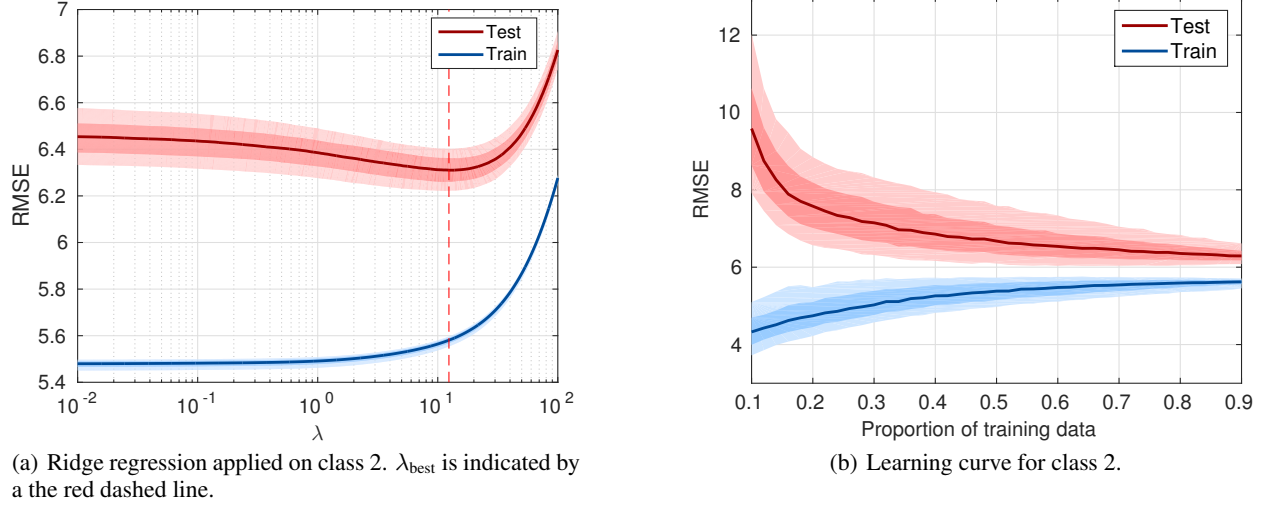 7
6.8
6.6
6.4
6.2
6
5.8
5.6
5.4
RMSE
10^-2
10^-1
10^0
10^1
10^2
λ
Test
Train
(a) Ridge regression applied on class 2. λbest is indicated by
a the red dashed line.
12
10
8
6
4
RMSE
0.1 0.2 0.3 0.4 0.5 0.6 0.7 0.8 0.9
Proportion of training data
Test
Train
(b) Learning curve for class 2.